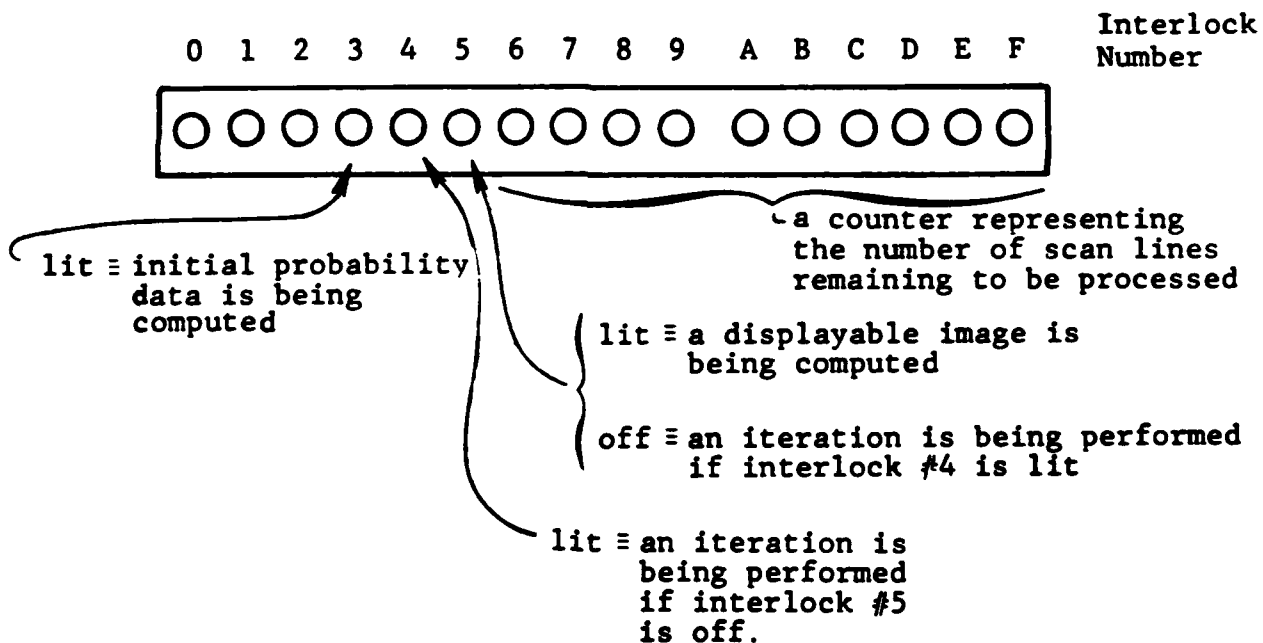 Interlock
Number
0 1 2 3 4 5 6 7 8 9 A B C D E F
a counter representing
the number of scan lines
remaining to be processed
lit ≡ initial probability
data is being
computed
lit ≡ a displayable image is
being computed
off ≡ an iteration is being performed
if interlock #4 is lit
lit ≡ an iteration is
being performed
if interlock #5
is off.